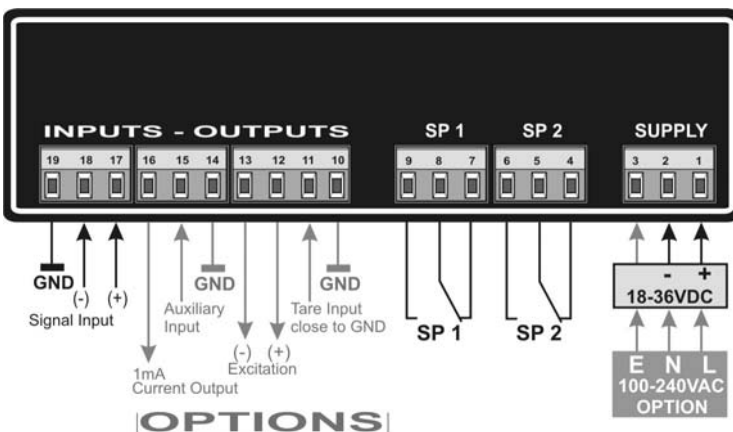 INPUTS - OUTPUTS SP 1 SP 2 SUPPLY
19 18 17 16 15 14 13 12 11 10 9 8 7 6 5 4 3 2 1
GND (-) (+)
Signal Input
1mA
Current Output
Auxiliary
Input
GND
(-) (+)
Excitation
Tare Input
close to GND
GND
SP 1
SP 2
- +
18-36VDC
E N L
100-240VAC
OPTION
|OPTIONS|